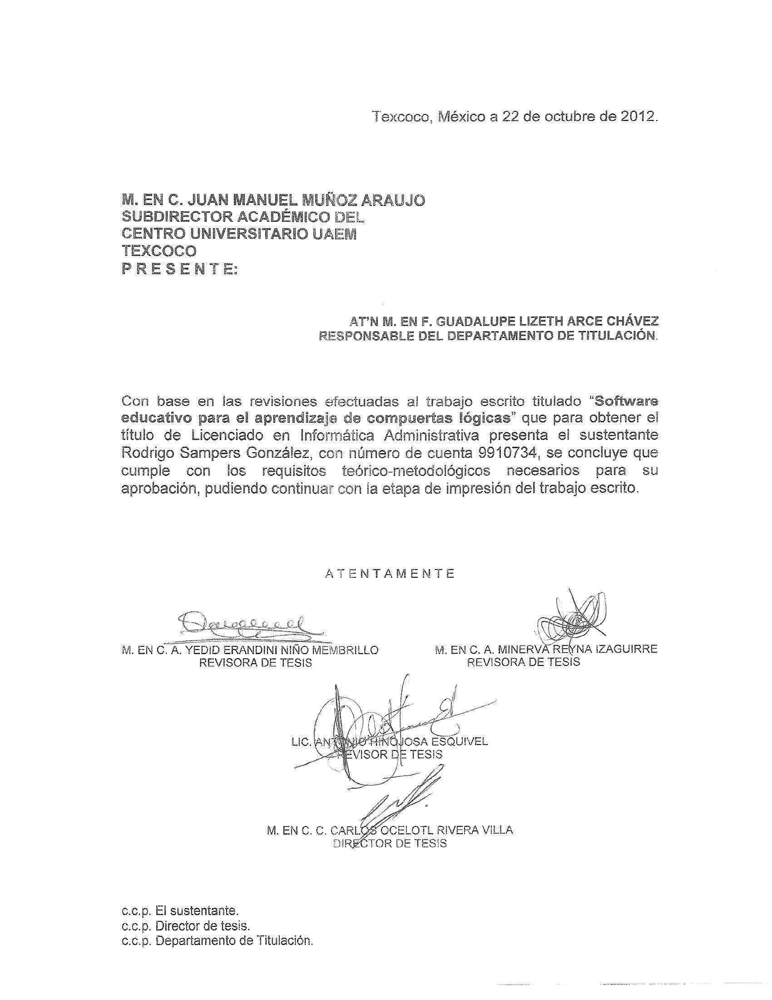 Texcoco, México a 22 de octubre de 2012.
M. EN C. JUAN MANUEL MUÑOZ ARAUJO
SUBDIRECTOR ACADÉMICO DEL
CENTRO UNIVERSITARIO UAEM
TEXCOCO
P R E S E N T E:
AT'N M. EN F. GUADALUPE LIZETH ARCE CHÁVEZ
RESPONSABLE DEL DEPARTAMENTO DE TITULACIÓN.
Con base en las revisiones efectuadas al trabajo escrito titulado “Software
educativo para el aprendizaje de compuertas lógicas” que para obtener el
título de Licenciado en Informática Administrativa presenta el sustentante
Rodrigo Sampers González, con número de cuenta 9910734, se concluye que
cumple con los requisitos teórico-metodológicos necesarios para su
aprobación, pudiendo continuar con la etapa de impresión del trabajo escrito.
A T E N T A M E N T E
M. EN C. A. YEDID ERANDINI NIÑO MEMBRILLO
REVISORA DE TESIS
M. EN C. A. MINERVA REYNA IZAGUIRRE
REVISORA DE TESIS
LIC. ANTONIO HINOJOSA ESQUIVEL
REVISOR DE TESIS
M. EN C. C. CARLOS OCELOTL RIVERA VILLA
DIRECTOR DE TESIS
c.c.p. El sustentante.
c.c.p. Director de tesis.
c.c.p. Departamento de Titulación.